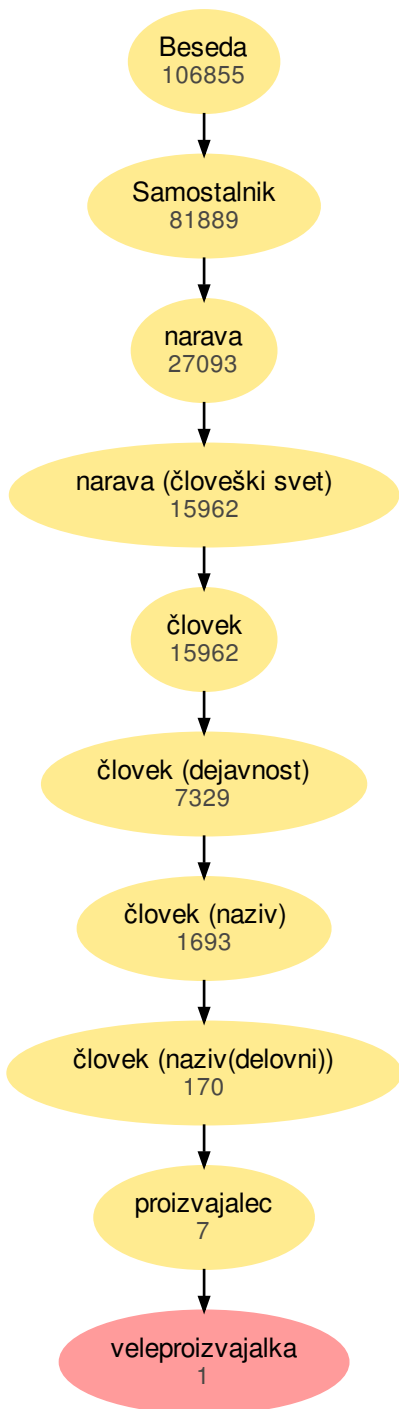 Beseda
106855
Samostalnik
81889
narava
27093
narava (človeški svet)
15962
človek
15962
človek (dejavnost)
7329
človek (naziv)
1693
človek (naziv(delovni))
170
proizvajalec
7
veleproizvajalka
1